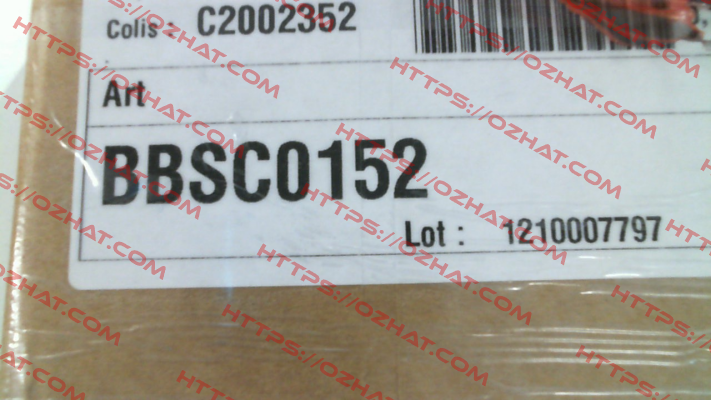 Colis : C2002352
Art
BBSC0152
Lot : 1210007797
HTTPS://OZHAT.COM